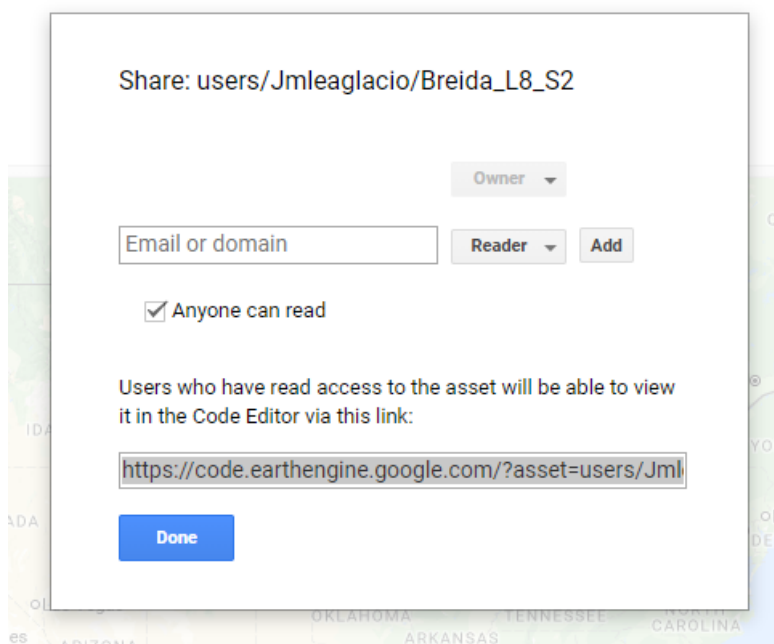 Share: users/Jmleaglacio/Breida_L8_S2
Owner
Email or domain
Reader
Add
Anyone can read
Users who have read access to the asset will be able to view
it in the Code Editor via this link:
https://code.earthengine.google.com/?asset=users/Jml
Done
OKLAHOMA
TENNESSEE
NORTH
CAROLINA
ARKANSAS
ARIZONA